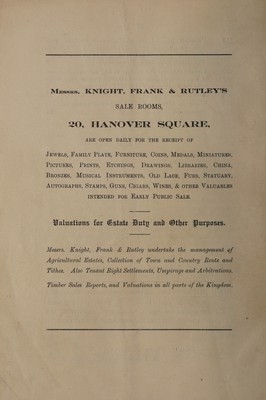 Messrs. KNIGHT, FRANK & RUTLEY'S
SALE ROOMS,
20, HANOVER SQUARE,
ARE OPEN DAILY FOR THE RECEIPT OF
Jewels, Family Plate, Furniture, Coins, Medals, Miniatures,
Pictures, Prints, Etchings, Drawings, Libraries, China,
Bronzes, Musical Instruments, Old Lace, Furs, Statuary,
Autographs, Stamps, Guns, Cigars, Wines, & other Valuables
intended for Early Public Sale.
Valuations for Estate Duty and Other Purposes.
Messrs. Knight, Frank & Rutley undertake the management of
Agricultural Estates, Collection of Town and Country Rents and
Tithes. Also Tenant Right Settlements, Umpirage and Arbitrations,
Timber Sales Reports, and Valuations in all parts of the Kingdom.